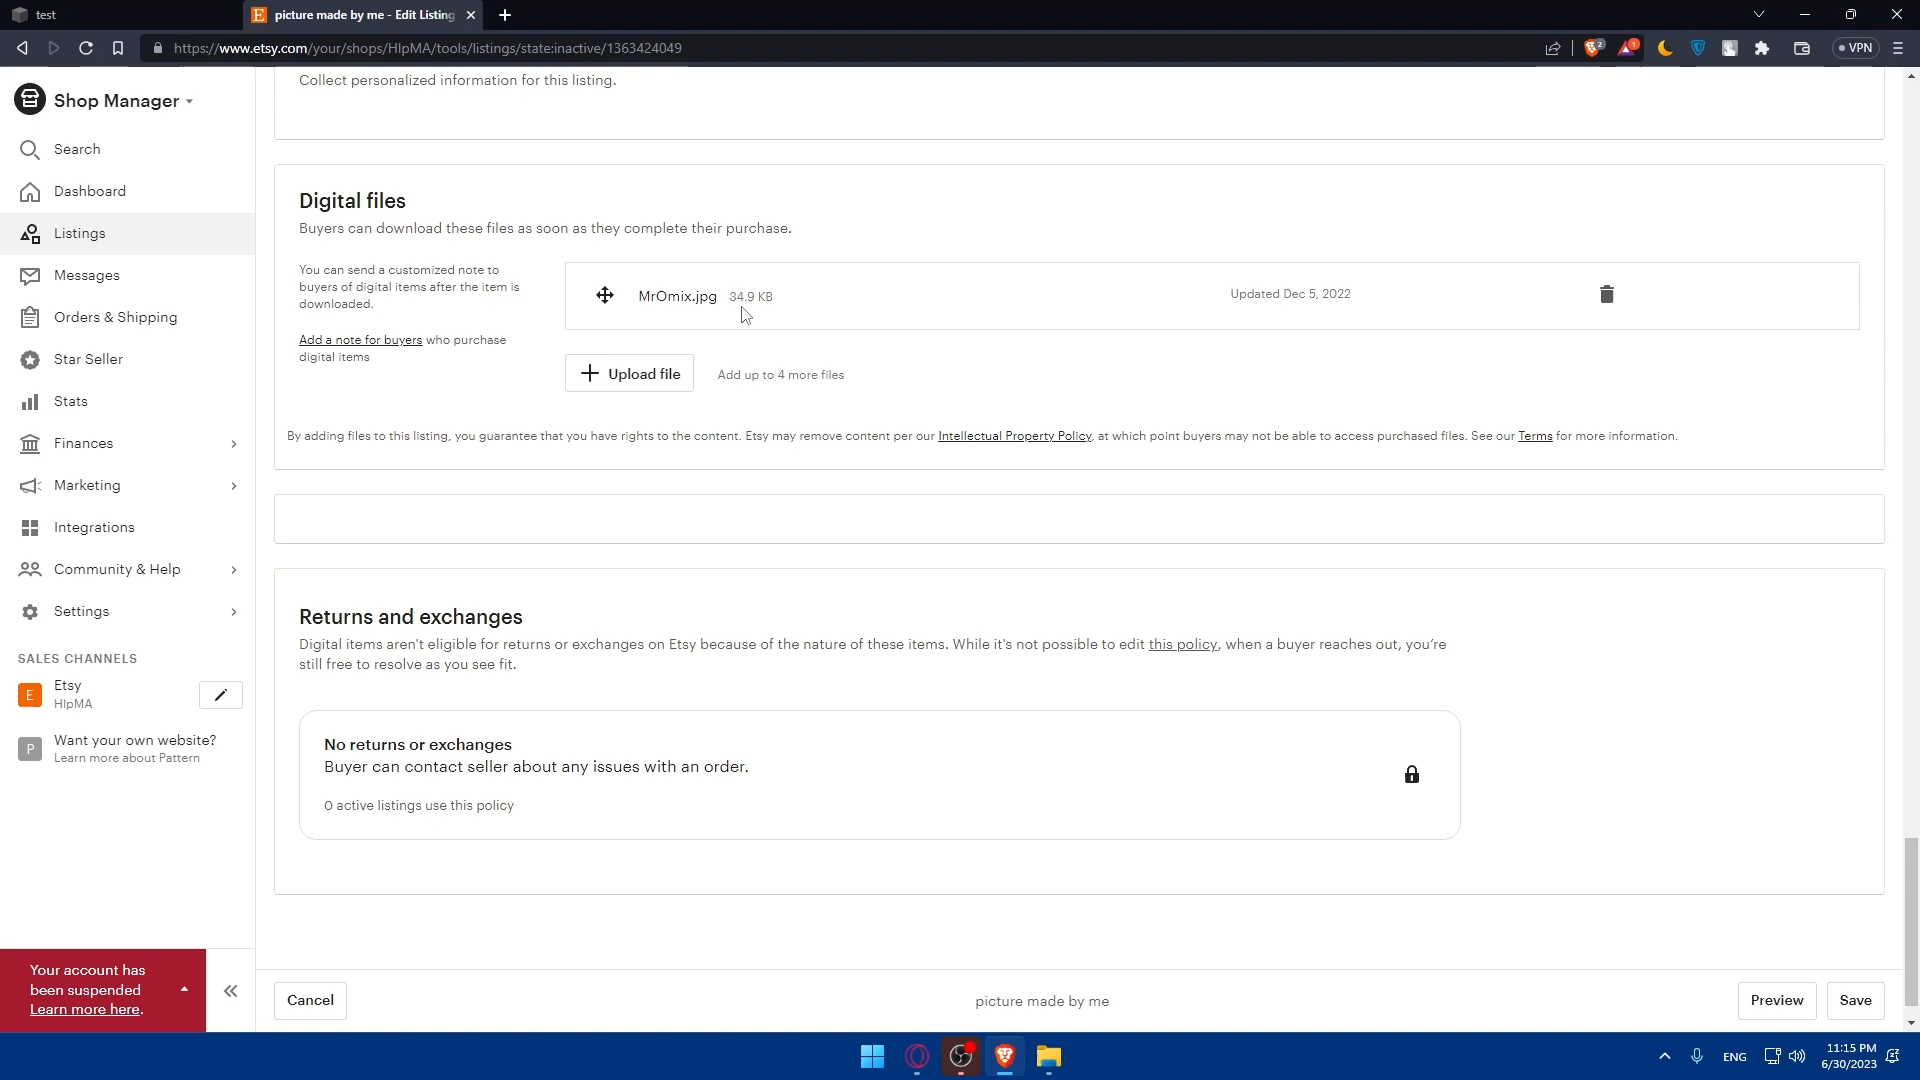 test
picture made by me - Edit Listing
https://www.etsy.com/your/shops/HlpMA/tools/listings/state:inactive/1363424049
2
1
VPN
Shop Manager
Search
Dashboard
Listings
Messages
Orders & Shipping
Star Seller
Stats
Finances
Marketing
Integrations
Community & Help
Settings
SALES CHANNELS
E
Etsy
HlpMA
P
Want your own website?
Learn more about Pattern
Your account has
been suspended
Learn more here.
Collect personalized information for this listing.
Digital files
Buyers can download these files as soon as they complete their purchase.
You can send a customized note to
buyers of digital items after the item is
downloaded.
Add a note for buyers who purchase
digital items
MrOmix.jpg 34.9 KB
Updated Dec 5, 2022
Upload file
Add up to 4 more files
By adding files to this listing, you guarantee that you have rights to the content. Etsy may remove content per our Intellectual Property Policy, at which point buyers may not be able to access purchased files. See our Terms for more information.
Returns and exchanges
Digital items aren't eligible for returns or exchanges on Etsy because of the nature of these items. While it's not possible to edit this policy, when a buyer reaches out, you're
still free to resolve as you see fit.
No returns or exchanges
Buyer can contact seller about any issues with an order.
0 active listings use this policy
Cancel
picture made by me
Preview
Save
ENG
11:15 PM
6/30/2023